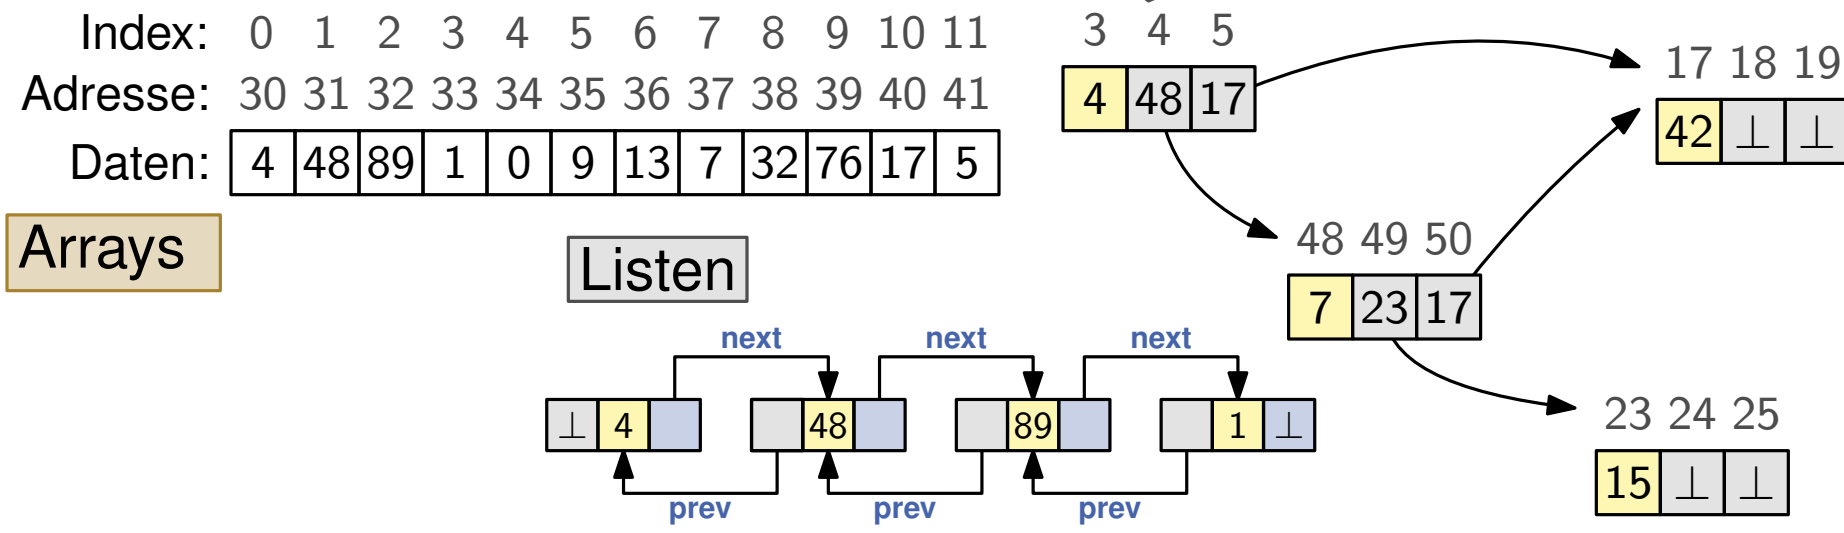 Index: 0 1 2 3 4 5 6 7 8 9 10 11
Adresse: 30 31 32 33 34 35 36 37 38 39 40 41
Daten: 4 48 89 1 0 9 13 7 32 76 17 5
Arrays
Listen
next next next
⊥ 4 48 89 1 ⊥
prev prev prev
3 4 5
4 48 17
17 18 19
42 ⊥ ⊥
48 49 50
7 23 17
23 24 25
15 ⊥ ⊥